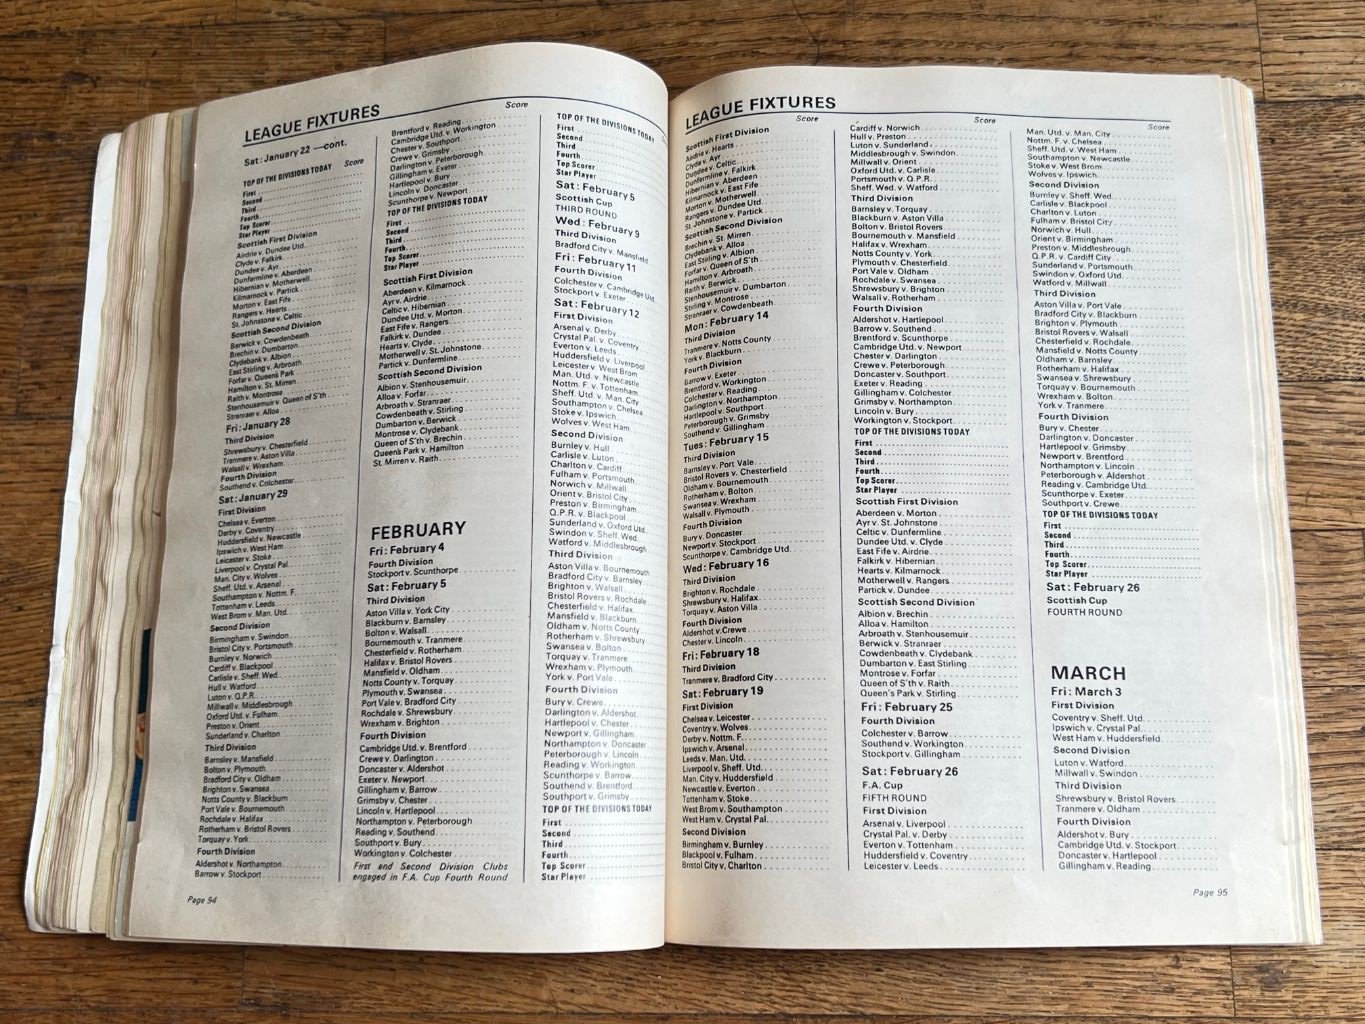 LEAGUE FIXTURES
Score
Sat: January 22 —cont.
Score
TOP OF THE DIVISIONS TODAY
First
Second
Third
Fourth
Top Scorer
Star Player
Scottish First Division
Airdrie v. Dundee Utd.
Clyde v. Falkirk
Dundee v. Ayr
Dunfermline v. Aberdeen
Hibernian v. Motherwell
Kilmarnock v. Partick
Morton v. East Fife
Rangers v. Hearts
St. Johnstone v. Celtic
Scottish Second Division
Berwick v. Cowdenbeath
Brechin v. Dumbarton
Clydebank v. Albion
East Stirling v. Arbroath
Forfar v. Queen's Park
Hamilton v. St. Mirren
Raith v. Montrose
Stenhousemuir v. Queen of S'th
Stranraer v. Alloa
Fri: January 28
Third Division
Shrewsbury v. Chesterfield
Tranmere v. Aston Villa
Walsall v. Wrexham
Fourth Division
Southend v. Colchester
Sat: January 29
First Division
Chelsea v. Everton
Derby v. Coventry
Huddersfield v. Newcastle
Ipswich v. West Ham
Leicester v. Stoke
Liverpool v. Crystal Pal.
Man. City v. Wolves
Sheff. Utd. v. Arsenal
Southampton v. Nottm. F.
Tottenham v. Leeds
West Brom v. Man. Utd.
Second Division
Birmingham v. Swindon
Bristol City v. Portsmouth
Burnley v. Norwich
Cardiff v. Blackpool
Carlisle v. Sheff. Wed.
Hull v. Watford
Luton v. Q.P.R.
Millwall v. Middlesbrough
Oxford Utd. v. Fulham
Preston v. Orient
Sunderland v. Charlton
Third Division
Barnsley v. Mansfield
Bolton v. Plymouth
Bradford City v. Oldham
Brighton v. Swansea
Notts County v. Blackburn
Port Vale v. Bournemouth
Rochdale v. Halifax
Rotherham v. Bristol Rovers
Torquay v. York
Fourth Division
Aldershot v. Northampton
Barrow v. Stockport
Brentford v. Reading
Cambridge Utd. v. Workington
Chester v. Southport
Crewe v. Grimsby
Darlington v. Peterborough
Gillingham v. Exeter
Hartlepool v. Bury
Lincoln v. Doncaster
Scunthorpe v. Newport
TOP OF THE DIVISIONS TODAY
First
Second
Third
Fourth
Top Scorer
Star Player
Scottish First Division
Aberdeen v. Kilmarnock
Ayr v. Airdrie
Celtic v. Hibernian
Dundee Utd. v. Morton
East Fife v. Rangers
Falkirk v. Dundee
Hearts v. Clyde
Motherwell v. St. Johnstone
Partick v. Dunfermline
Scottish Second Division
Albion v. Stenhousemuir
Alloa v. Forfar
Arbroath v. Stranraer
Cowdenbeath v. Stirling
Dumbarton v. Berwick
Montrose v. Clydebank
Queen of S'th v. Brechin
Queen's Park v. Hamilton
St. Mirren v. Raith
FEBRUARY
Fri: February 4
Fourth Division
Stockport v. Scunthorpe
Sat: February 5
Third Division
Aston Villa v. York City
Blackburn v. Barnsley
Bolton v. Walsall
Bournemouth v. Tranmere
Chesterfield v. Rotherham
Halifax v. Bristol Rovers
Mansfield v. Oldham
Notts County v. Torquay
Plymouth v. Swansea
Port Vale v. Bradford City
Rochdale v. Shrewsbury
Wrexham v. Brighton
Fourth Division
Cambridge Utd. v. Brentford
Crewe v. Darlington
Doncaster v. Aldershot
Exeter v. Newport
Gillingham v. Barrow
Grimsby v. Chester
Lincoln v. Hartlepool
Northampton v. Peterborough
Reading v. Southend
Southport v. Bury
Workington v. Colchester
First and Second Division Clubs
engaged in F.A. Cup Fourth Round
TOP OF THE DIVISIONS TODAY
First
Second
Third
Fourth
Top Scorer
Star Player
Sat: February 5
Scottish Cup
THIRD ROUND
Wed: February 9
Third Division
Bradford City v. Mansfield
Fri: February 11
Fourth Division
Colchester v. Cambridge Utd.
Stockport v. Exeter
Sat: February 12
First Division
Arsenal v. Derby
Crystal Pal. v. Coventry
Everton v. Leeds
Huddersfield v. Liverpool
Leicester v. West Brom
Man. Utd. v. Newcastle
Nottm. F. v. Tottenham
Sheff. Utd. v. Man. City
Southampton v. Chelsea
Stoke v. Ipswich
Wolves v. West Ham
Second Division
Burnley v. Hull
Carlisle v. Luton
Charlton v. Cardiff
Fulham v. Portsmouth
Norwich v. Millwall
Orient v. Bristol City
Preston v. Birmingham
Q.P.R. v. Blackpool
Sunderland v. Oxford Utd.
Swindon v. Sheff. Wed.
Watford v. Middlesbrough
Third Division
Aston Villa v. Bournemouth
Bradford City v. Barnsley
Brighton v. Walsall
Bristol Rovers v. Rochdale
Chesterfield v. Halifax
Mansfield v. Blackburn
Oldham v. Notts County
Rotherham v. Shrewsbury
Swansea v. Bolton
Torquay v. Tranmere
Wrexham v. Plymouth
York v. Port Vale
Fourth Division
Bury v. Crewe
Darlington v. Aldershot
Hartlepool v. Chester
Newport v. Gillingham
Northampton v. Doncaster
Peterborough v. Lincoln
Reading v. Workington
Scunthorpe v. Barrow
Southend v. Brentford
Southport v. Grimsby
TOP OF THE DIVISIONS TODAY
First
Second
Third
Fourth
Top Scorer
Star Player
Page 94
LEAGUE FIXTURES
Score
Score
Score
Scottish First Division
Airdrie v. Hearts
Clyde v. Ayr
Dundee v. Celtic
Dunfermline v. Falkirk
Hibernian v. Aberdeen
Kilmarnock v. East Fife
Morton v. Motherwell
Rangers v. Dundee Utd.
St. Johnstone v. Partick
Scottish Second Division
Brechin v. St. Mirren
Clydebank v. Alloa
East Stirling v. Albion
Forfar v. Queen of S'th
Hamilton v. Arbroath
Raith v. Berwick
Stenhousemuir v. Dumbarton
Stirling v. Montrose
Stranraer v. Cowdenbeath
Mon: February 14
Third Division
Tranmere v. Notts County
York v. Blackburn
Fourth Division
Barrow v. Exeter
Brentford v. Workington
Colchester v. Reading
Darlington v. Northampton
Hartlepool v. Southport
Peterborough v. Grimsby
Southend v. Gillingham
Tues: February 15
Third Division
Barnsley v. Port Vale
Bristol Rovers v. Chesterfield
Oldham v. Bournemouth
Rotherham v. Bolton
Swansea v. Wrexham
Walsall v. Plymouth
Fourth Division
Bury v. Doncaster
Newport v. Stockport
Scunthorpe v. Cambridge Utd.
Wed: February 16
Third Division
Brighton v. Rochdale
Shrewsbury v. Halifax
Torquay v. Aston Villa
Fourth Division
Aldershot v. Crewe
Chester v. Lincoln
Fri: February 18
Third Division
Tranmere v. Bradford City
Sat: February 19
First Division
Chelsea v. Leicester
Coventry v. Wolves
Derby v. Nottm. F.
Ipswich v. Arsenal
Leeds v. Man. Utd.
Liverpool v. Sheff. Utd.
Man. City v. Huddersfield
Newcastle v. Everton
Tottenham v. Stoke
West Brom v. Southampton
West Ham v. Crystal Pal.
Second Division
Birmingham v. Burnley
Blackpool v. Fulham
Bristol City v. Charlton
Cardiff v. Norwich
Hull v. Preston
Luton v. Sunderland
Middlesbrough v. Swindon
Millwall v. Orient
Oxford Utd v. Carlisle
Portsmouth v. Q.P.R.
Sheff. Wed. v. Watford
Third Division
Barnsley v. Torquay
Blackburn v. Aston Villa
Bolton v. Bristol Rovers
Bournemouth v. Mansfield
Halifax v. Wrexham
Notts County v. York
Plymouth v. Chesterfield
Port Vale v. Oldham
Rochdale v. Swansea
Shrewsbury v. Brighton
Walsall v. Rotherham
Fourth Division
Aldershot v. Hartlepool
Barrow v. Southend
Brentford v. Scunthorpe
Cambridge Utd. v. Newport
Chester v. Darlington
Crewe v. Peterborough
Doncaster v. Southport
Exeter v. Reading
Gillingham v. Colchester
Grimsby v. Northampton
Lincoln v. Bury
Workington v. Stockport
TOP OF THE DIVISIONS TODAY
First
Second
Third
Fourth
Top Scorer
Star Player
Scottish First Division
Aberdeen v. Morton
Ayr v. St. Johnstone
Celtic v. Dunfermline
Dundee Utd. v. Clyde
East Fife v. Airdrie
Falkirk v. Hibernian
Hearts v. Kilmarnock
Motherwell v. Rangers
Partick v. Dundee
Scottish Second Division
Albion v. Brechin
Alloa v. Hamilton
Arbroath v. Stenhousemuir
Berwick v. Stranraer
Cowdenbeath v. Clydebank
Dumbarton v. East Stirling
Montrose v. Forfar
Queen of S'th v. Raith
Queen's Park v. Stirling
Fri: February 25
Fourth Division
Colchester v. Barrow
Southend v. Workington
Stockport v. Gillingham
Sat: February 26
F.A. Cup
FIFTH ROUND
First Division
Arsenal v. Liverpool
Crystal Pal. v. Derby
Everton v. Tottenham
Huddersfield v. Coventry
Leicester v. Leeds
Man. Utd. v. Man. City
Nottm. F. v. Chelsea
Sheff. Utd. v. West Ham
Southampton v. Newcastle
Stoke v. West Brom
Wolves v. Ipswich
Second Division
Burnley v. Sheff. Wed.
Carlisle v. Blackpool
Charlton v. Luton
Fulham v. Bristol City
Norwich v. Hull
Orient v. Birmingham
Preston v. Middlesbrough
Q.P.R. v. Cardiff City
Sunderland v. Portsmouth
Swindon v. Oxford Utd.
Watford v. Millwall
Third Division
Aston Villa v. Port Vale
Bradford City v. Blackburn
Brighton v. Plymouth
Bristol Rovers v. Walsall
Chesterfield v. Rochdale
Mansfield v. Notts County
Oldham v. Barnsley
Rotherham v. Halifax
Swansea v. Shrewsbury
Torquay v. Bournemouth
Wrexham v. Bolton
York v. Tranmere
Fourth Division
Bury v. Chester
Darlington v. Doncaster
Hartlepool v. Grimsby
Newport v. Brentford
Northampton v. Lincoln
Peterborough v. Aldershot
Reading v. Cambridge Utd.
Scunthorpe v. Exeter
Southport v. Crewe
TOP OF THE DIVISIONS TODAY
First
Second
Third
Fourth
Top Scorer
Star Player
Sat: February 26
Scottish Cup
FOURTH ROUND
MARCH
Fri: March 3
First Division
Coventry v. Sheff. Utd.
Ipswich v. Crystal Pal.
West Ham v. Huddersfield
Second Division
Luton v. Watford
Millwall v. Swindon
Third Division
Shrewsbury v. Bristol Rovers
Tranmere v. Oldham
Fourth Division
Aldershot v. Bury
Cambridge Utd. v. Stockport
Doncaster v. Hartlepool
Gillingham v. Reading
Page 95